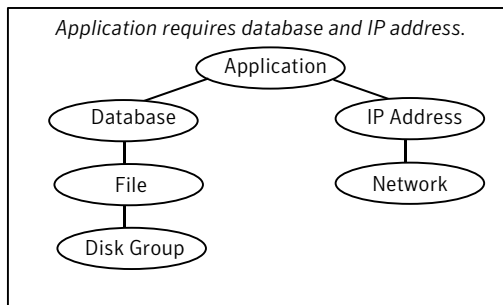 Application requires database and IP address.
Application
Database
IP Address
File
Network
Disk Group